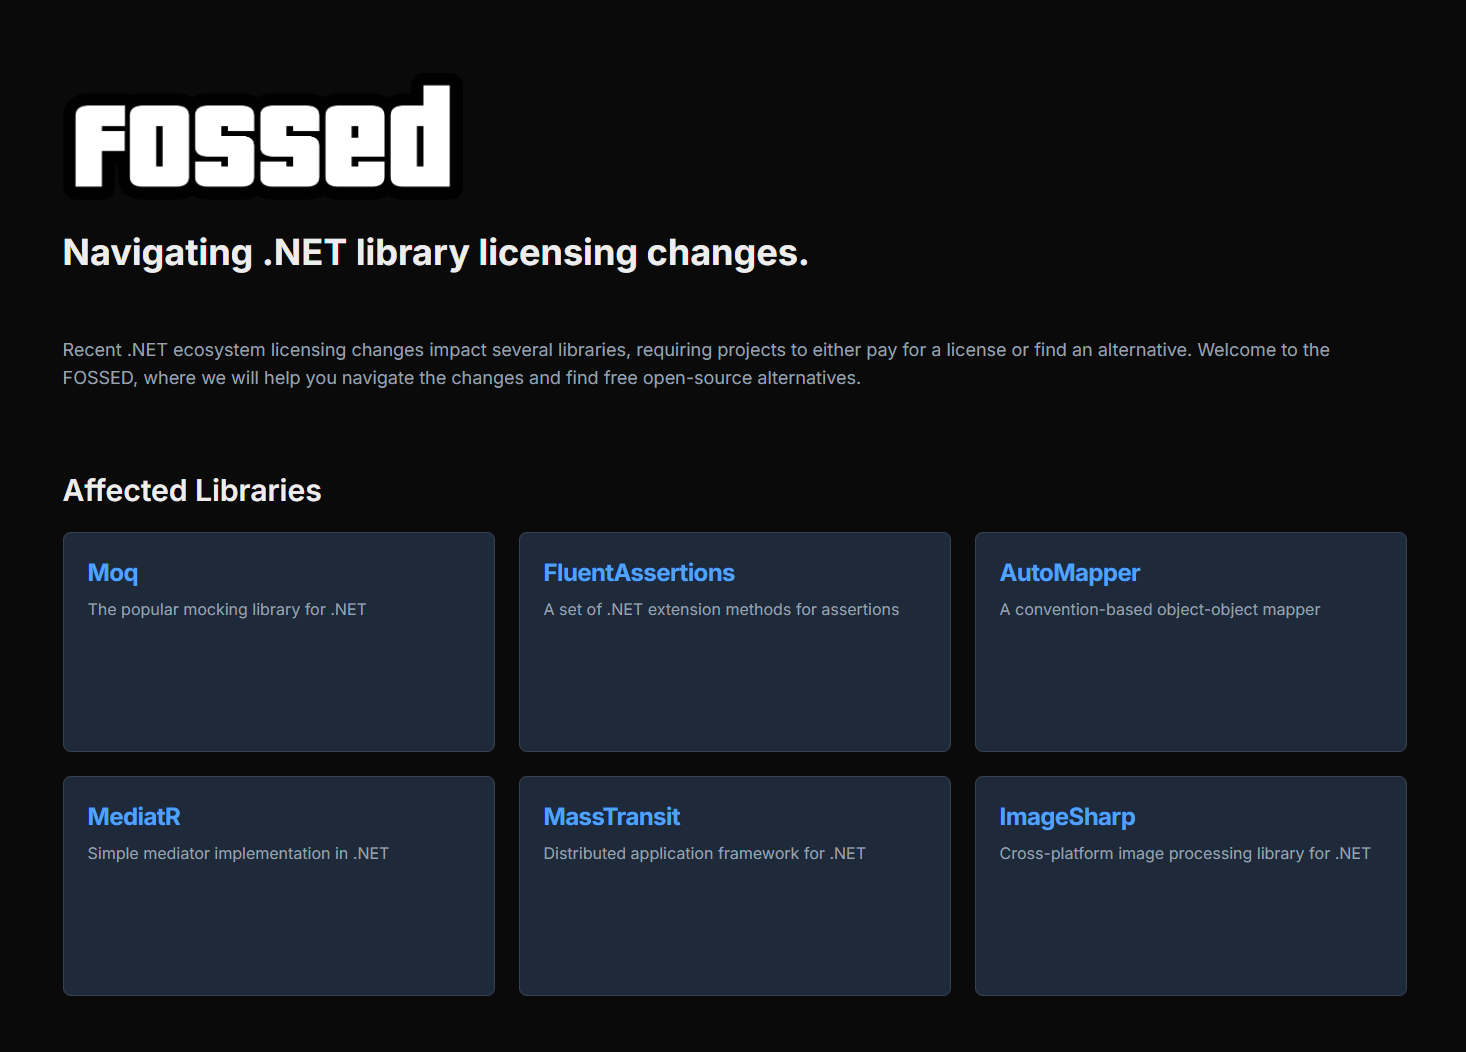 Fossed
Navigating .NET library licensing changes.
Recent .NET ecosystem licensing changes impact several libraries, requiring projects to either pay for a license or find an alternative. Welcome to the
FOSSED, where we will help you navigate the changes and find free open-source alternatives.
Affected Libraries
Moq
The popular mocking library for .NET
FluentAssertions
A set of .NET extension methods for assertions
AutoMapper
A convention-based object-object mapper
MediatR
Simple mediator implementation in .NET
MassTransit
Distributed application framework for .NET
ImageSharp
Cross-platform image processing library for .NET